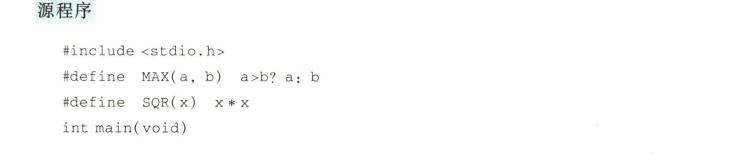 源程序
#include <stdio.h>
#define MAX(a, b) a>b? a: b
#define SQR(x) x*x
int main(void)